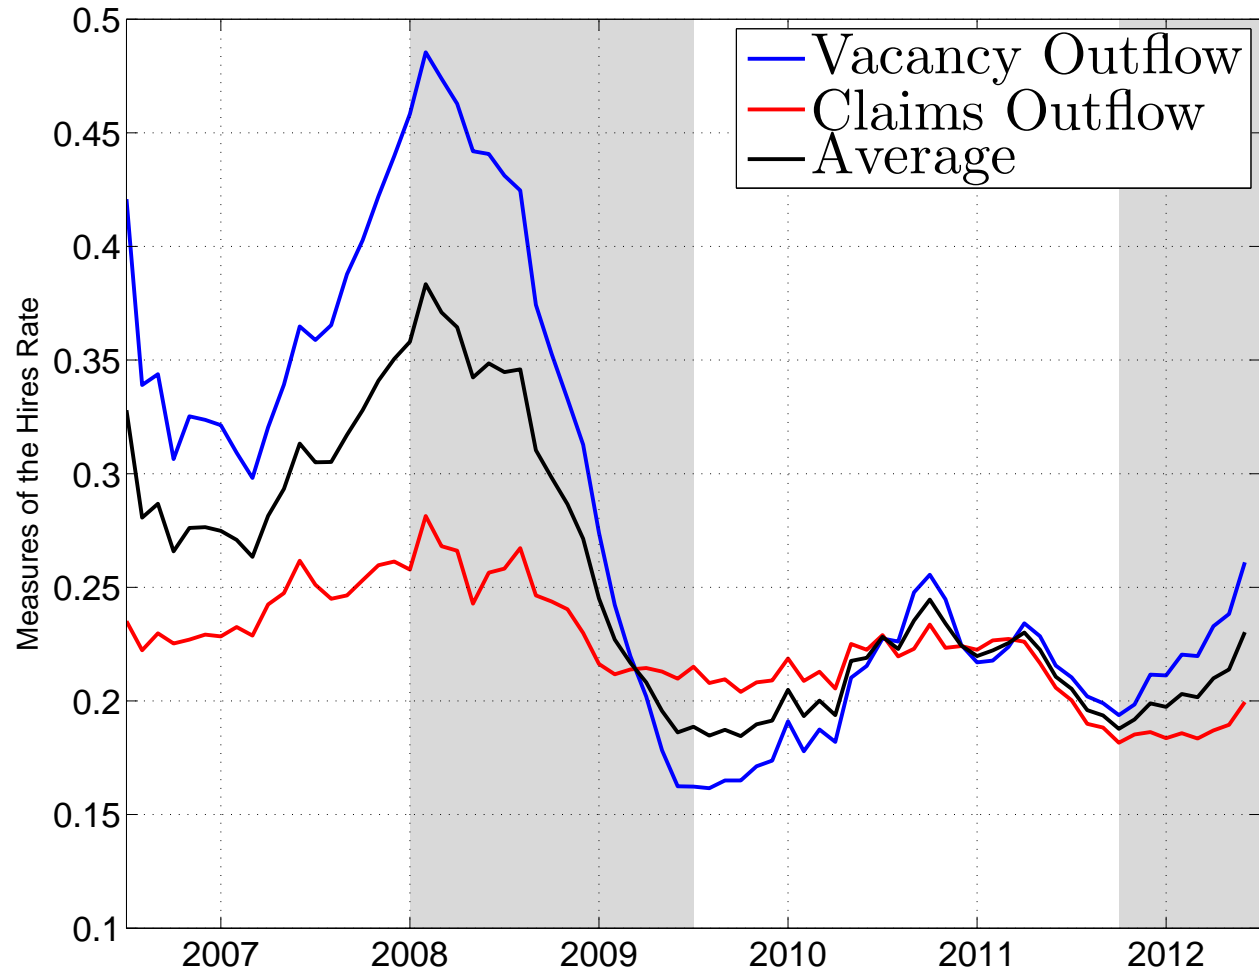 Measures of the Hires Rate
0.5
0.45
0.4
0.35
0.3
0.25
0.2
0.15
0.1
Vacancy Outflow
Claims Outflow
Average
2007 2008 2009 2010 2011 2012